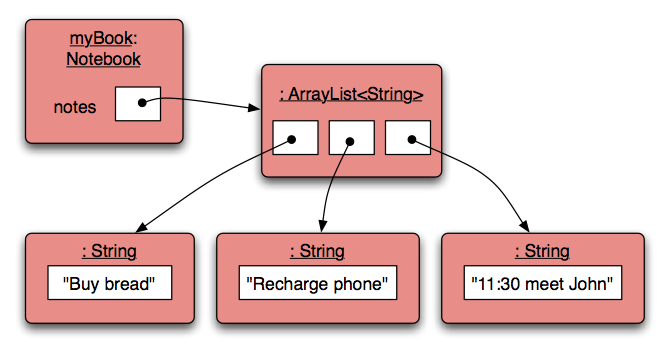 myBook:
Notebook
notes
: ArrayList<String>
: String
"Buy bread"
: String
"Recharge phone"
: String
"11:30 meet John"